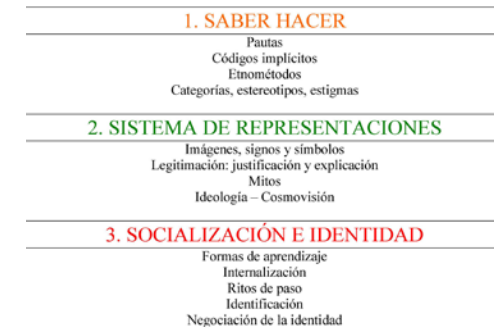 1. SABER HACER
Pautas
Códigos implícitos
Etnométodos
Categorías, estereotipos, estigmas
2. SISTEMA DE REPRESENTACIONES
Imágenes, signos y símbolos
Legitimación: justificación y explicación
Mitos
Ideología – Cosmovisión
3. SOCIALIZACIÓN E IDENTIDAD
Formas de aprendizaje
Internalización
Ritos de paso
Identificación
Negociación de la identidad